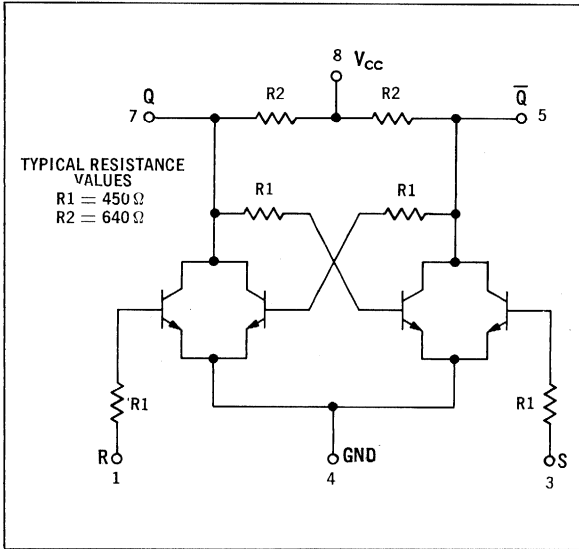 8 V_CC
Q
7
R2
R2
Q̅
5
TYPICAL RESISTANCE
VALUES
R1 = 450 Ω
R2 = 640 Ω
R1
R1
R1
R1
R
1
GND
4
S
3